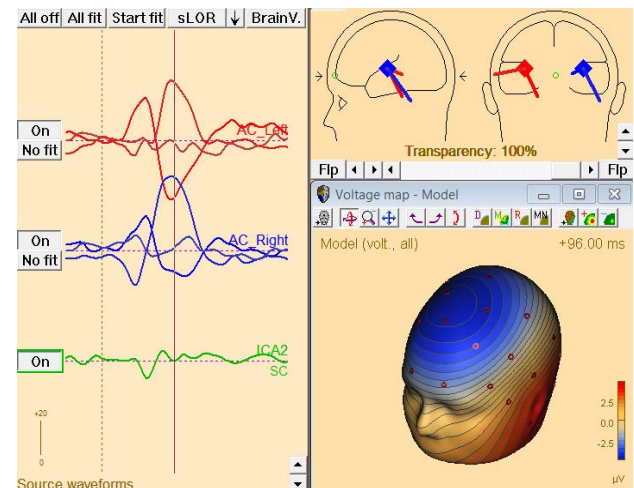 All off All fit Start fit sLOR BrainV.
On
No fit
AC_Left
On
No fit
AC_Right
On
ICA2
SC
+20
0
Source waveforms
Transparency: 100%
Flp Flp
Voltage map - Model
D M R MN
Model (volt., all) +96.00 ms
2.5
0.0
-2.5
µV